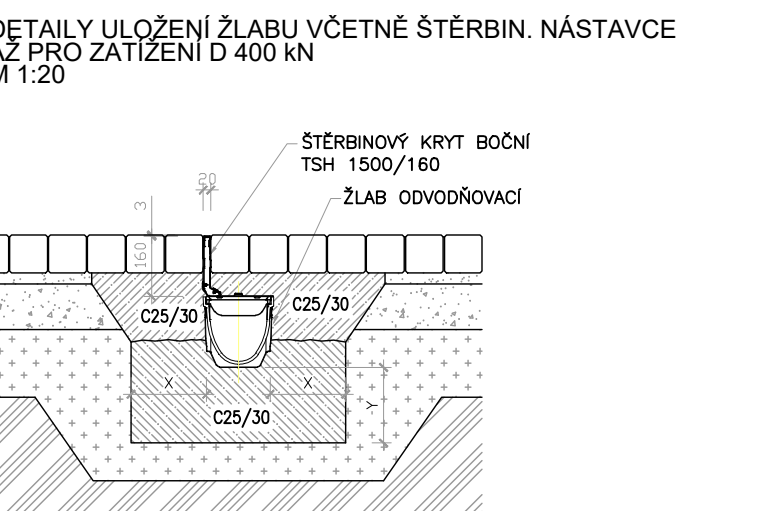 DETAILY ULOŽENÍ ŽLABU VČETNĚ ŠTĚRBIN. NÁSTAVCE
AŽ PRO ZATÍŽENÍ D 400 kN
M 1:20
ŠTĚRBINOVÝ KRYT BOČNÍ
TSH 1500/160
20
ŽLAB ODVODŇOVACÍ
3
160
C25/30
C25/30
X
X
Y
C25/30